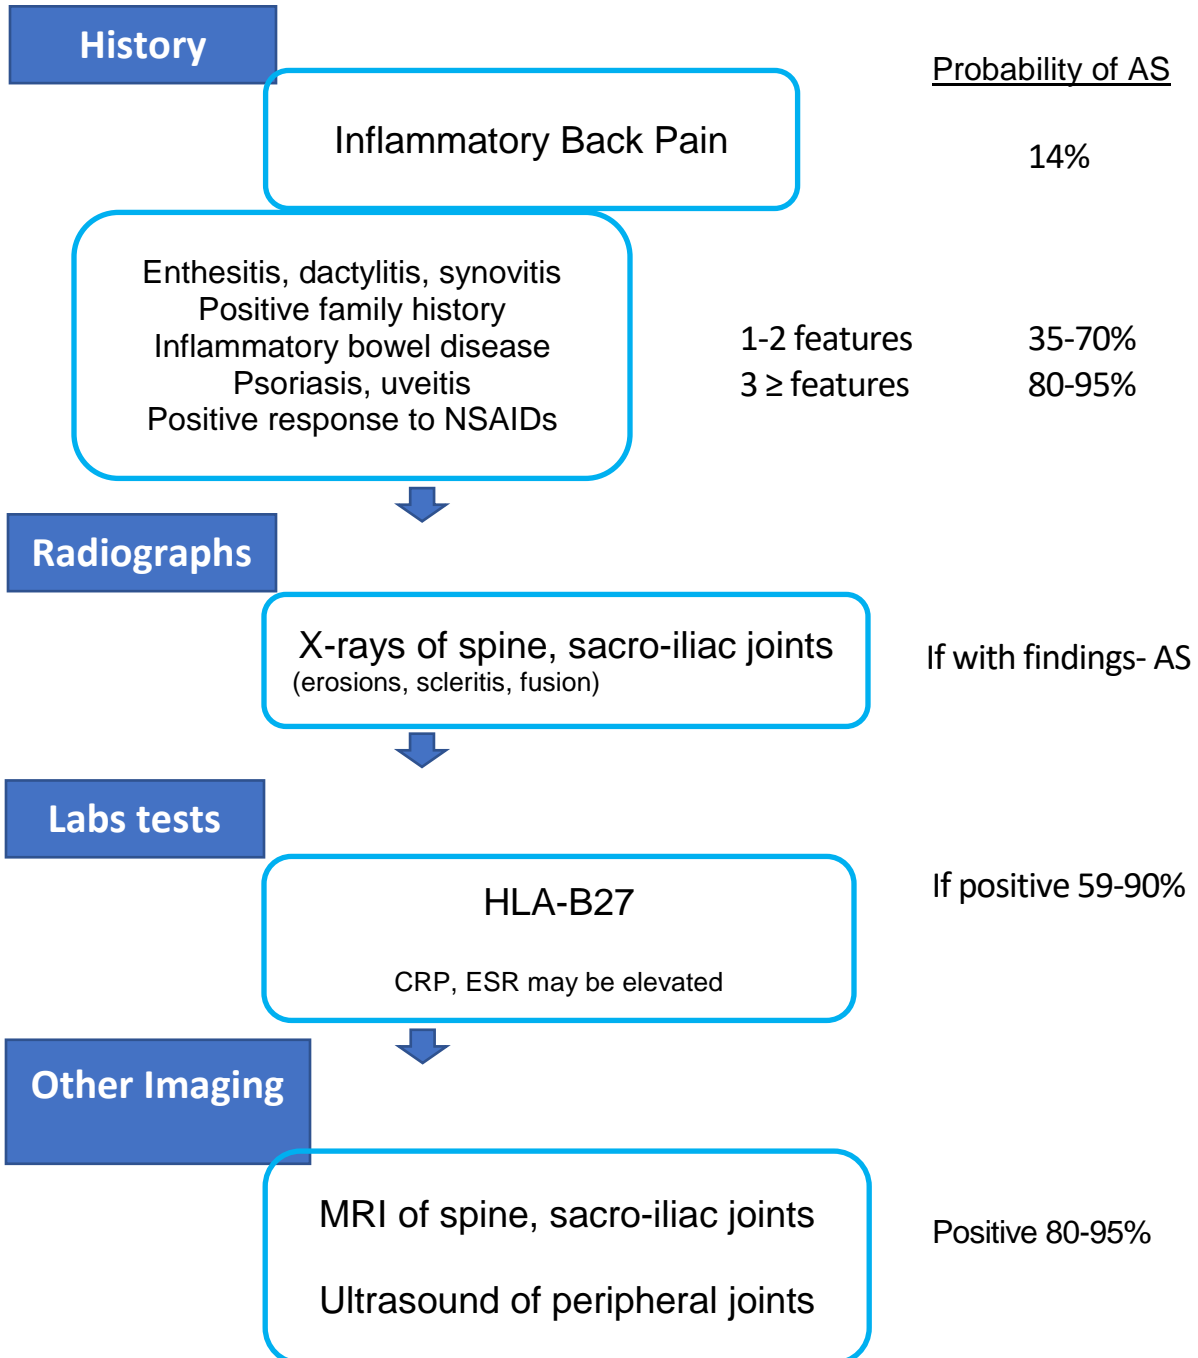 History
Probability of AS
Inflammatory Back Pain
14%
Enthesitis, dactylitis, synovitis
Positive family history
Inflammatory bowel disease
Psoriasis, uveitis
Positive response to NSAIDs
1-2 features 35-70%
3 ≥ features 80-95%
Radiographs
X-rays of spine, sacro-iliac joints
(erosions, scleritis, fusion)
If with findings- AS
Labs tests
HLA-B27
If positive 59-90%
CRP, ESR may be elevated
Other Imaging
MRI of spine, sacro-iliac joints
Positive 80-95%
Ultrasound of peripheral joints